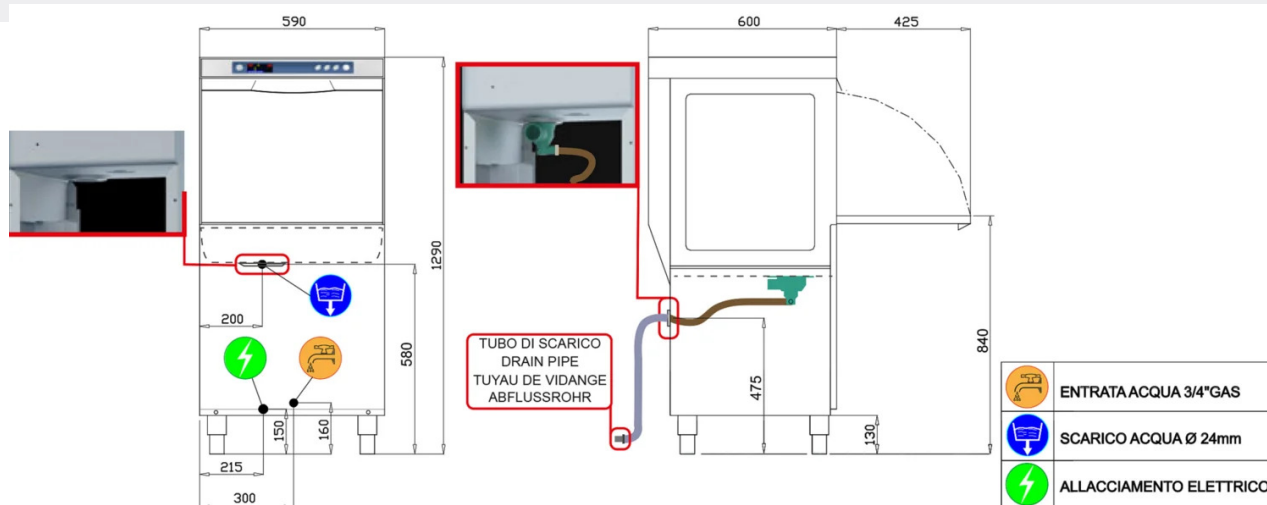 590
600
425
1290
580
200
150
160
215
300
475
840
130
TUBO DI SCARICO
DRAIN PIPE
TUYAU DE VIDANGE
ABFLUSSROHR
ENTRATA ACQUA 3/4"GAS
SCARICO ACQUA Ø 24mm
ALLACCIAMENTO ELETTRICO